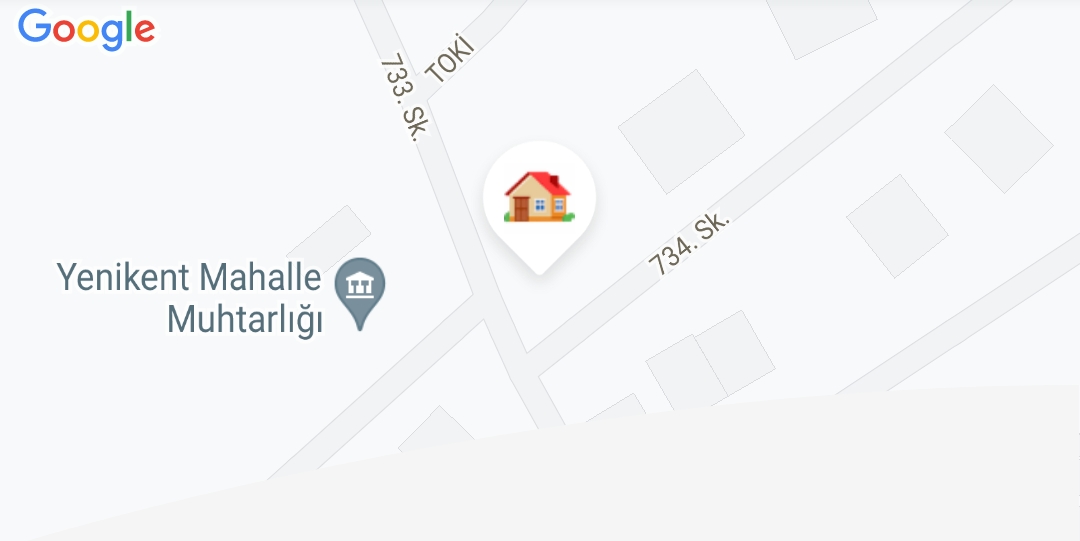 Google
733. Sk.
TOKİ
734. Sk.
Yenikent Mahalle
Muhtarlığı